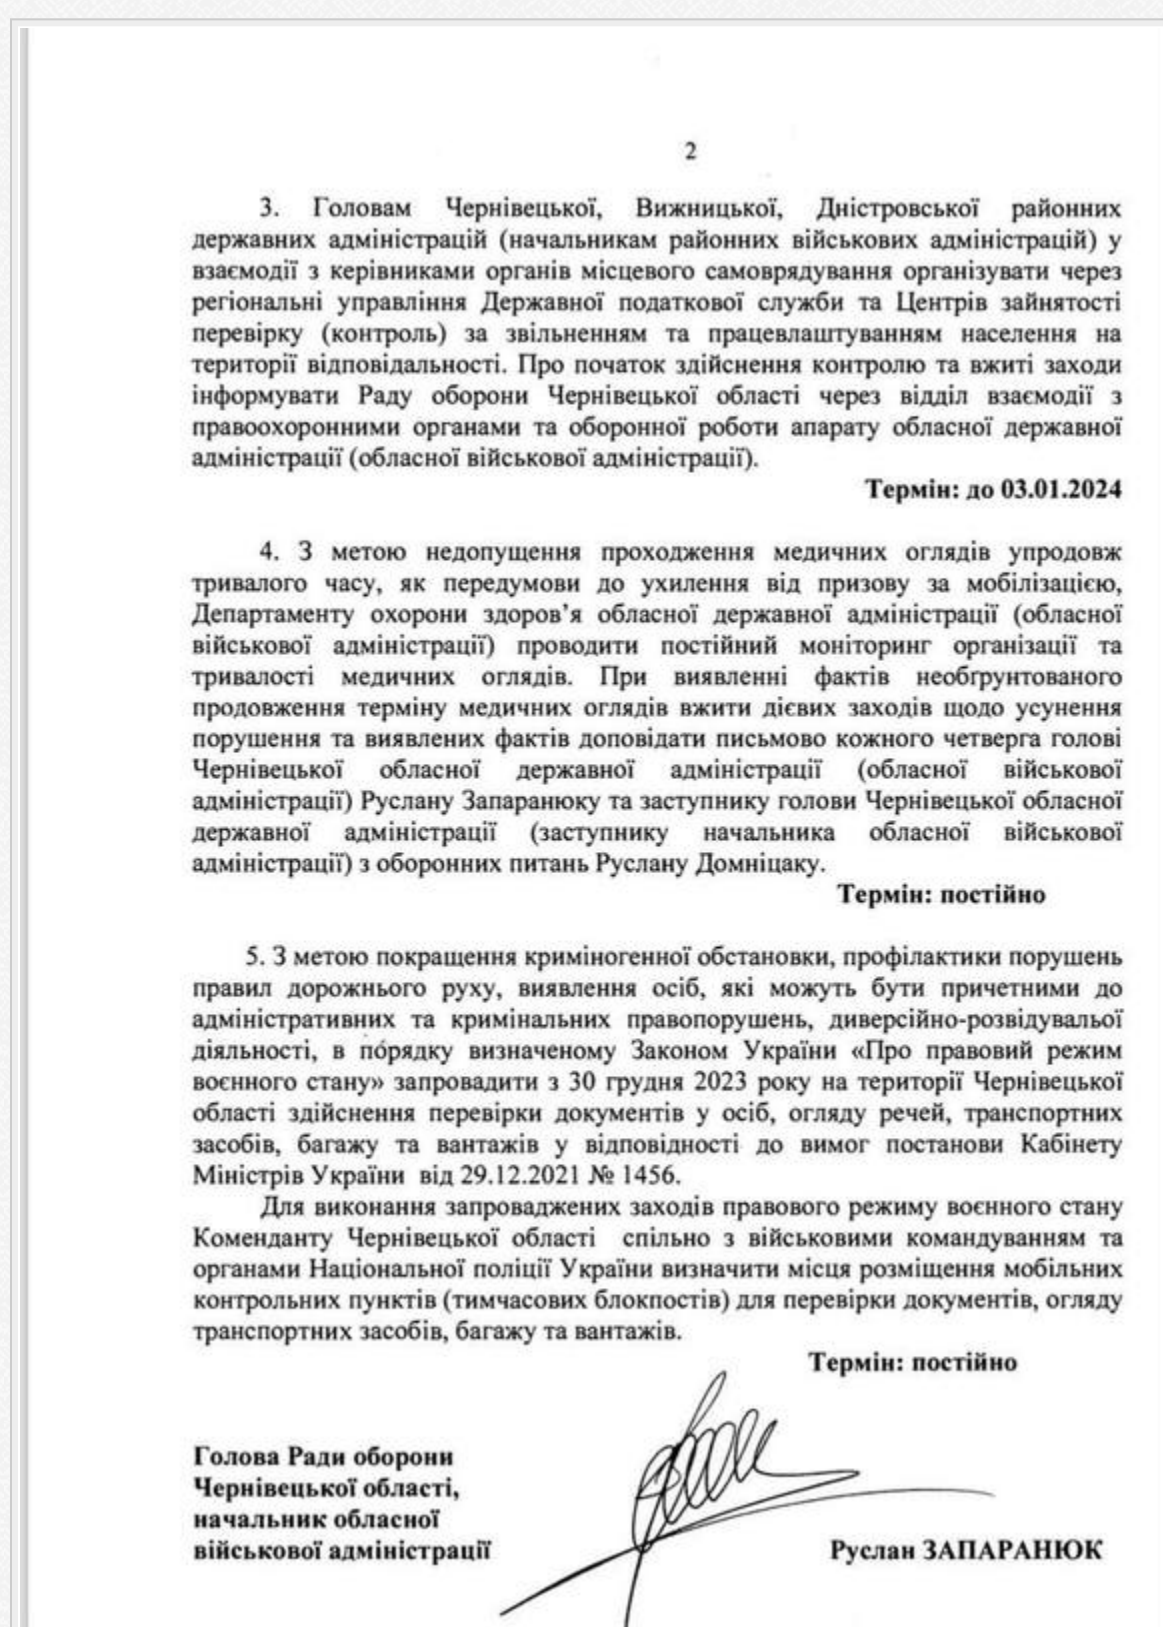 2
3. Головам Чернівецької, Вижницької, Дністровської районних
державних адміністрацій (начальникам районних військових адміністрацій) у
взаємодії з керівниками органів місцевого самоврядування організувати через
регіональні управління Державної податкової служби та Центрів зайнятості
перевірку (контроль) за звільненням та працевлаштуванням населення на
території відповідальності. Про початок здійснення контролю та вжиті заходи
інформувати Раду оборони Чернівецької області через відділ взаємодії з
правоохоронними органами та оборонної роботи апарату обласної державної
адміністрації (обласної військової адміністрації).
Термін: до 03.01.2024
4. З метою недопущення проходження медичних оглядів упродовж
тривалого часу, як передумови до ухилення від призову за мобілізацією,
Департаменту охорони здоров’я обласної державної адміністрації (обласної
військової адміністрації) проводити постійний моніторинг організації та
тривалості медичних оглядів. При виявленні фактів необґрунтованого
продовження терміну медичних оглядів вжити дієвих заходів щодо усунення
порушення та виявлених фактів доповідати письмово кожного четверга голові
Чернівецької обласної державної адміністрації (обласної військової
адміністрації) Руслану Запаранюку та заступнику голови Чернівецької обласної
державної адміністрації (заступнику начальника обласної військової
адміністрації) з оборонних питань Руслану Домніцаку.
Термін: постійно
5. З метою покращення криміногенної обстановки, профілактики порушень
правил дорожнього руху, виявлення осіб, які можуть бути причетними до
адміністративних та кримінальних правопорушень, диверсійно-розвідувальої
діяльності, в порядку визначеному Законом України «Про правовий режим
воєнного стану» запровадити з 30 грудня 2023 року на території Чернівецької
області здійснення перевірки документів у осіб, огляду речей, транспортних
засобів, багажу та вантажів у відповідності до вимог постанови Кабінету
Міністрів України від 29.12.2021 № 1456.
Для виконання запроваджених заходів правового режиму воєнного стану
Коменданту Чернівецької області спільно з військовими командуванням та
органами Національної поліції України визначити місця розміщення мобільних
контрольних пунктів (тимчасових блокпостів) для перевірки документів, огляду
транспортних засобів, багажу та вантажів.
Термін: постійно
Голова Ради оборони
Чернівецької області,
начальник обласної
військової адміністрації
Руслан ЗАПАРАНЮК